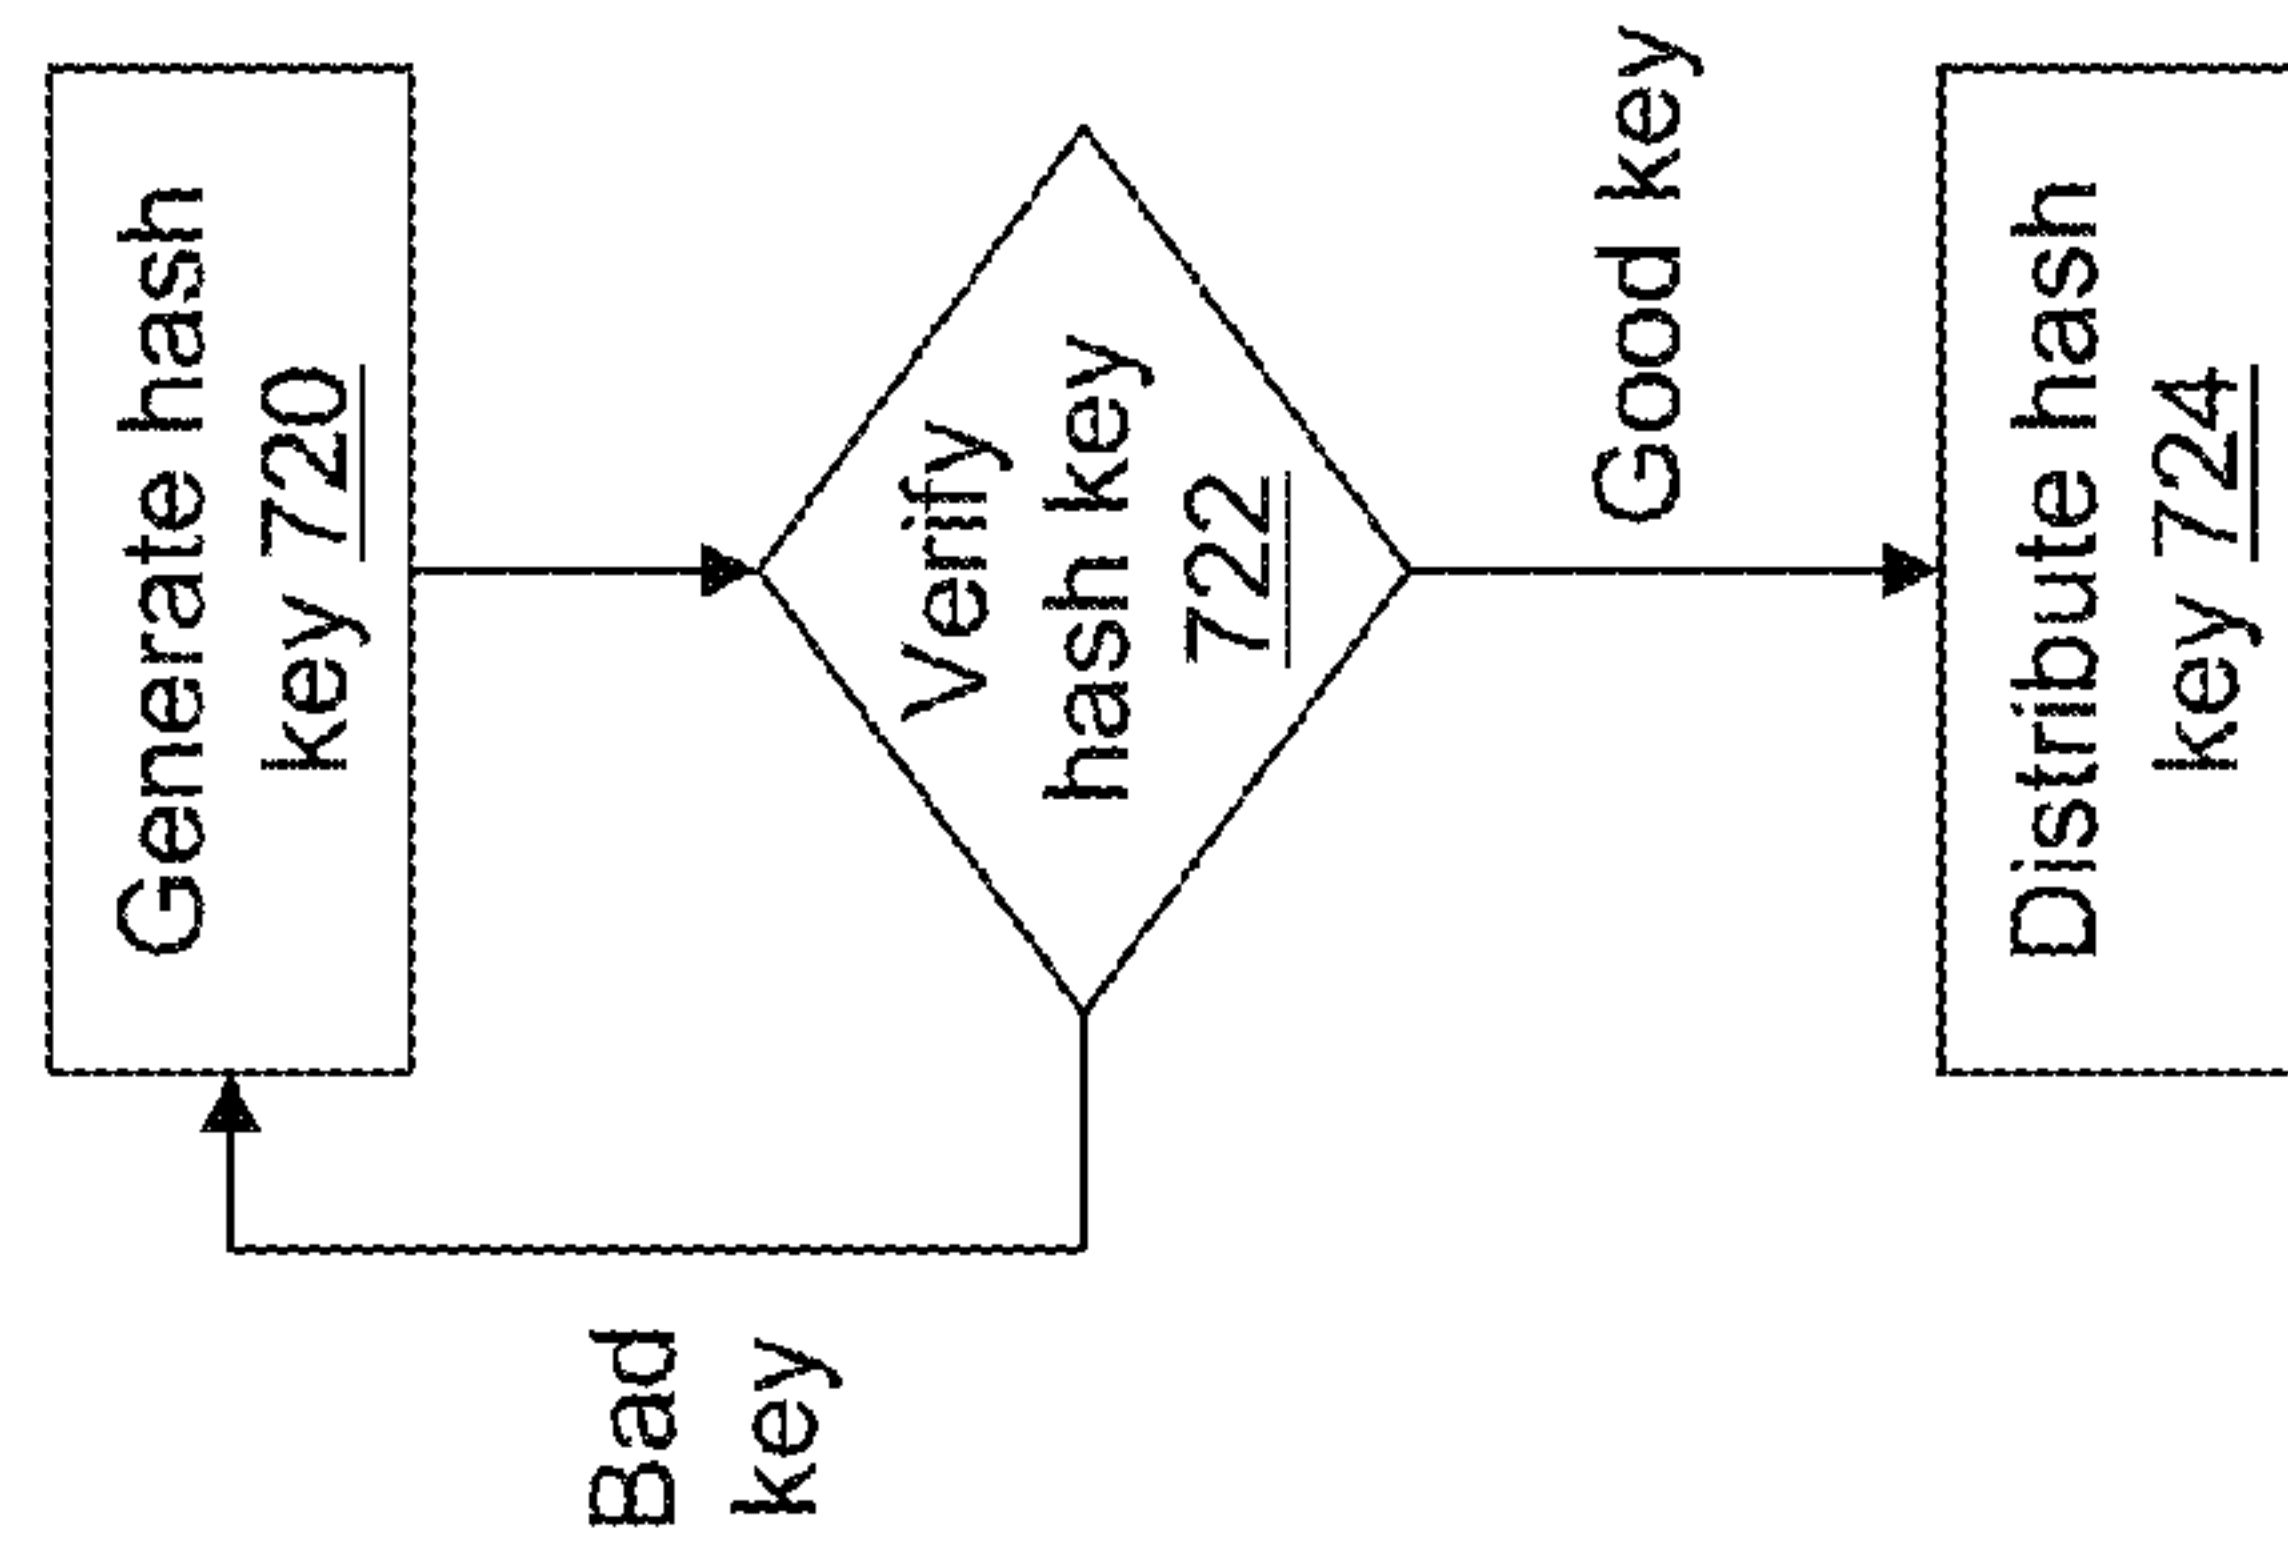 Generate hash
key 720
Bad
key
Verify
hash key
722
Good key
Distribute hash
key 724